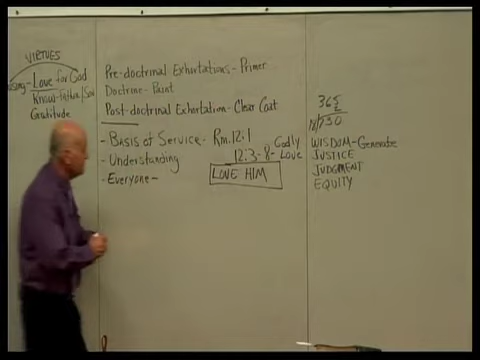 VIRTUES
Love for God
Know-Father/Son
Gratitude
Pre-doctrinal Exhortations - Primer
Doctrine - Paint
Post-doctrinal Exhortation - Clear Coat
- BASIS of SERVICE - Rm. 12:1
12:3-8 - Godly Love
- Understanding
- Everyone -
LOVE HIM
365
2
730
WISDOM - Generate
JUSTICE
JUDGMENT
EQUITY